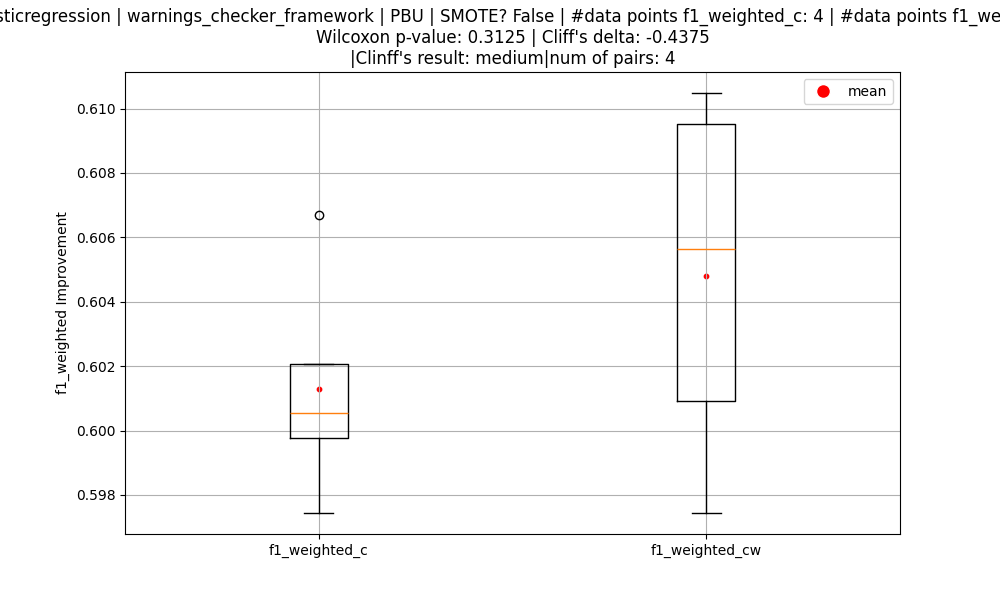 sticregression | warnings_checker_framework | PBU | SMOTE? False | #data points f1_weighted_c: 4 | #data points f1_we
Wilcoxon p-value: 0.3125 | Cliff's delta: -0.4375
|Clinff's result: medium|num of pairs: 4
mean
0.610
0.608
0.606
0.604
0.602
0.600
0.598
f1_weighted Improvement
f1_weighted_c
f1_weighted_cw